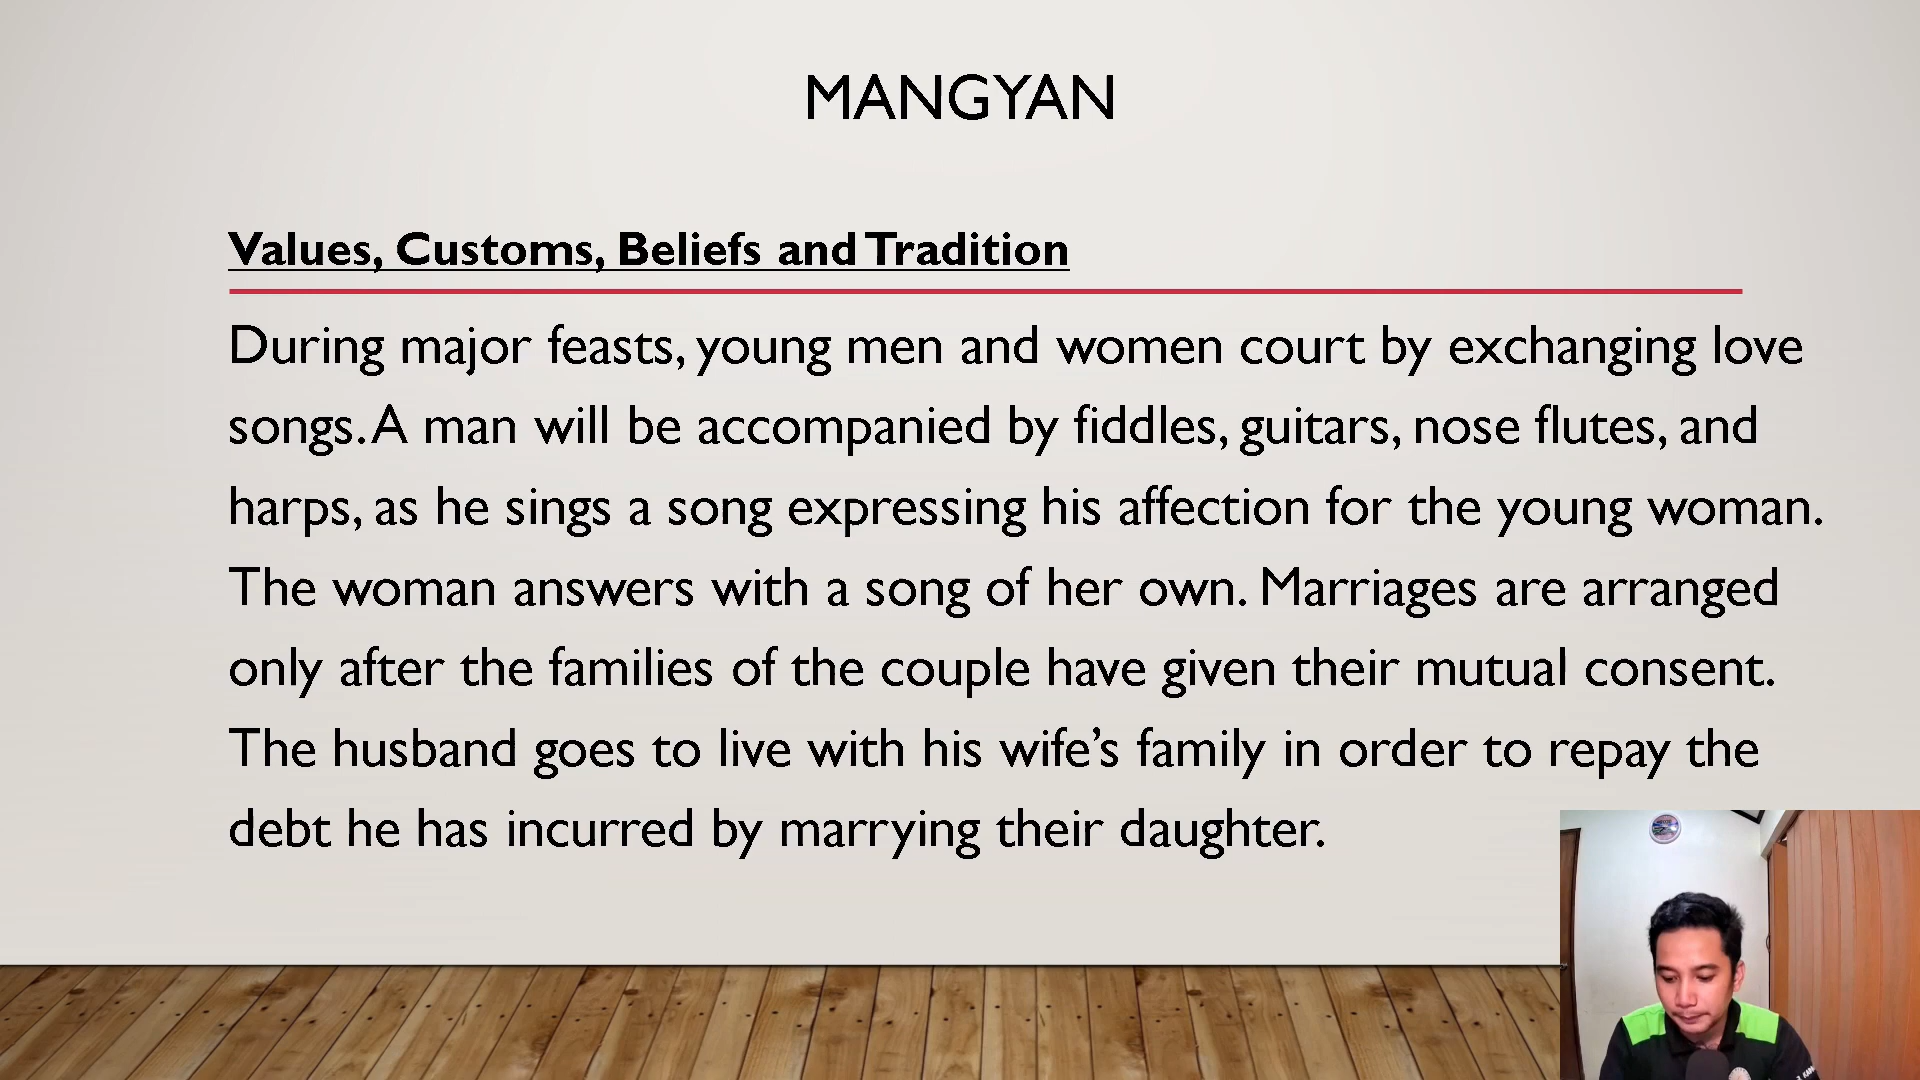 MANGYAN
Values, Customs, Beliefs and Tradition
During major feasts, young men and women court by exchanging love
songs. A man will be accompanied by fiddles, guitars, nose flutes, and
harps, as he sings a song expressing his affection for the young woman.
The woman answers with a song of her own. Marriages are arranged
only after the families of the couple have given their mutual consent.
The husband goes to live with his wife’s family in order to repay the
debt he has incurred by marrying their daughter.